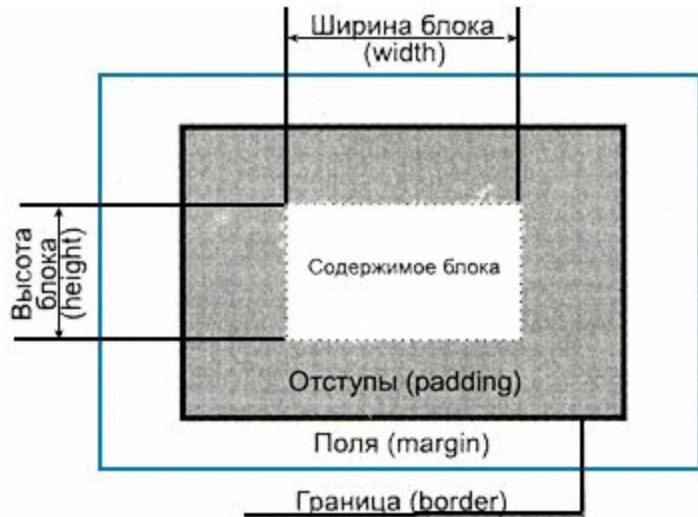 Ширина блока
(width)
Высота
блока
(height)
Содержимое блока
Отступы (padding)
Поля (margin)
Граница (border)